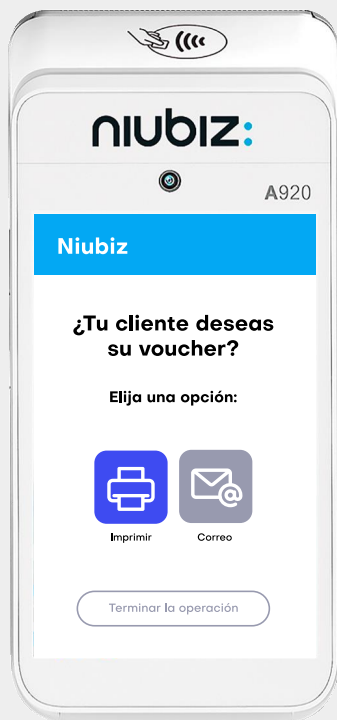 niubiz:
A920
Niubiz
¿Tu cliente deseas
su voucher?
Elija una opción:
Imprimir
Correo
Terminar la operación